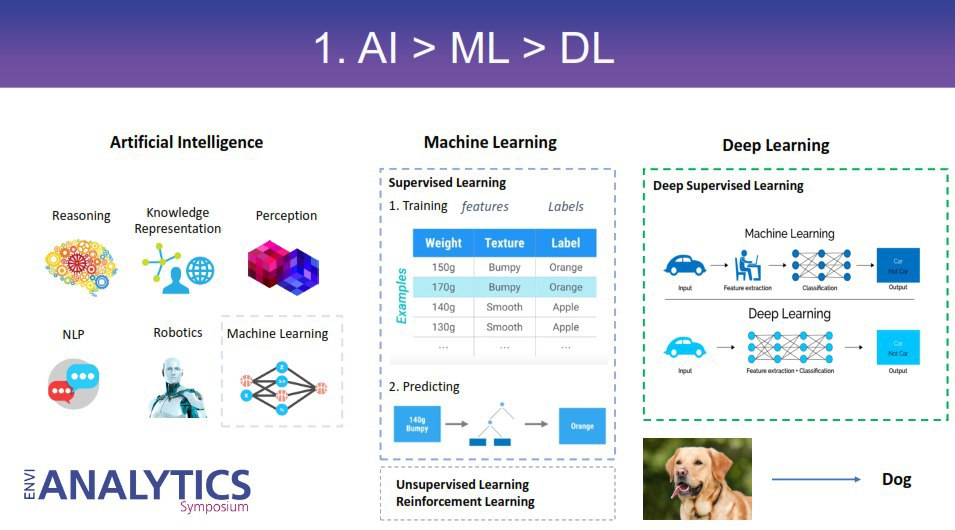 1. AI > ML > DL
Artificial Intelligence
Reasoning
Knowledge
Representation
Perception
NLP
Robotics
Machine Learning
ENVI
ANALYTICS
Symposium
Machine Learning
Supervised Learning
1. Training features Labels
Examples
Weight Texture Label
150g Bumpy Orange
170g Bumpy Orange
140g Smooth Apple
130g Smooth Apple
... ... ...
2. Predicting
140g
Bumpy
Orange
Unsupervised Learning
Reinforcement Learning
Deep Learning
Deep Supervised Learning
Machine Learning
Car
Not Car
Input Feature extraction Classification Output
Deep Learning
Car
Not Car
Input Feature extraction + Classification Output
Dog